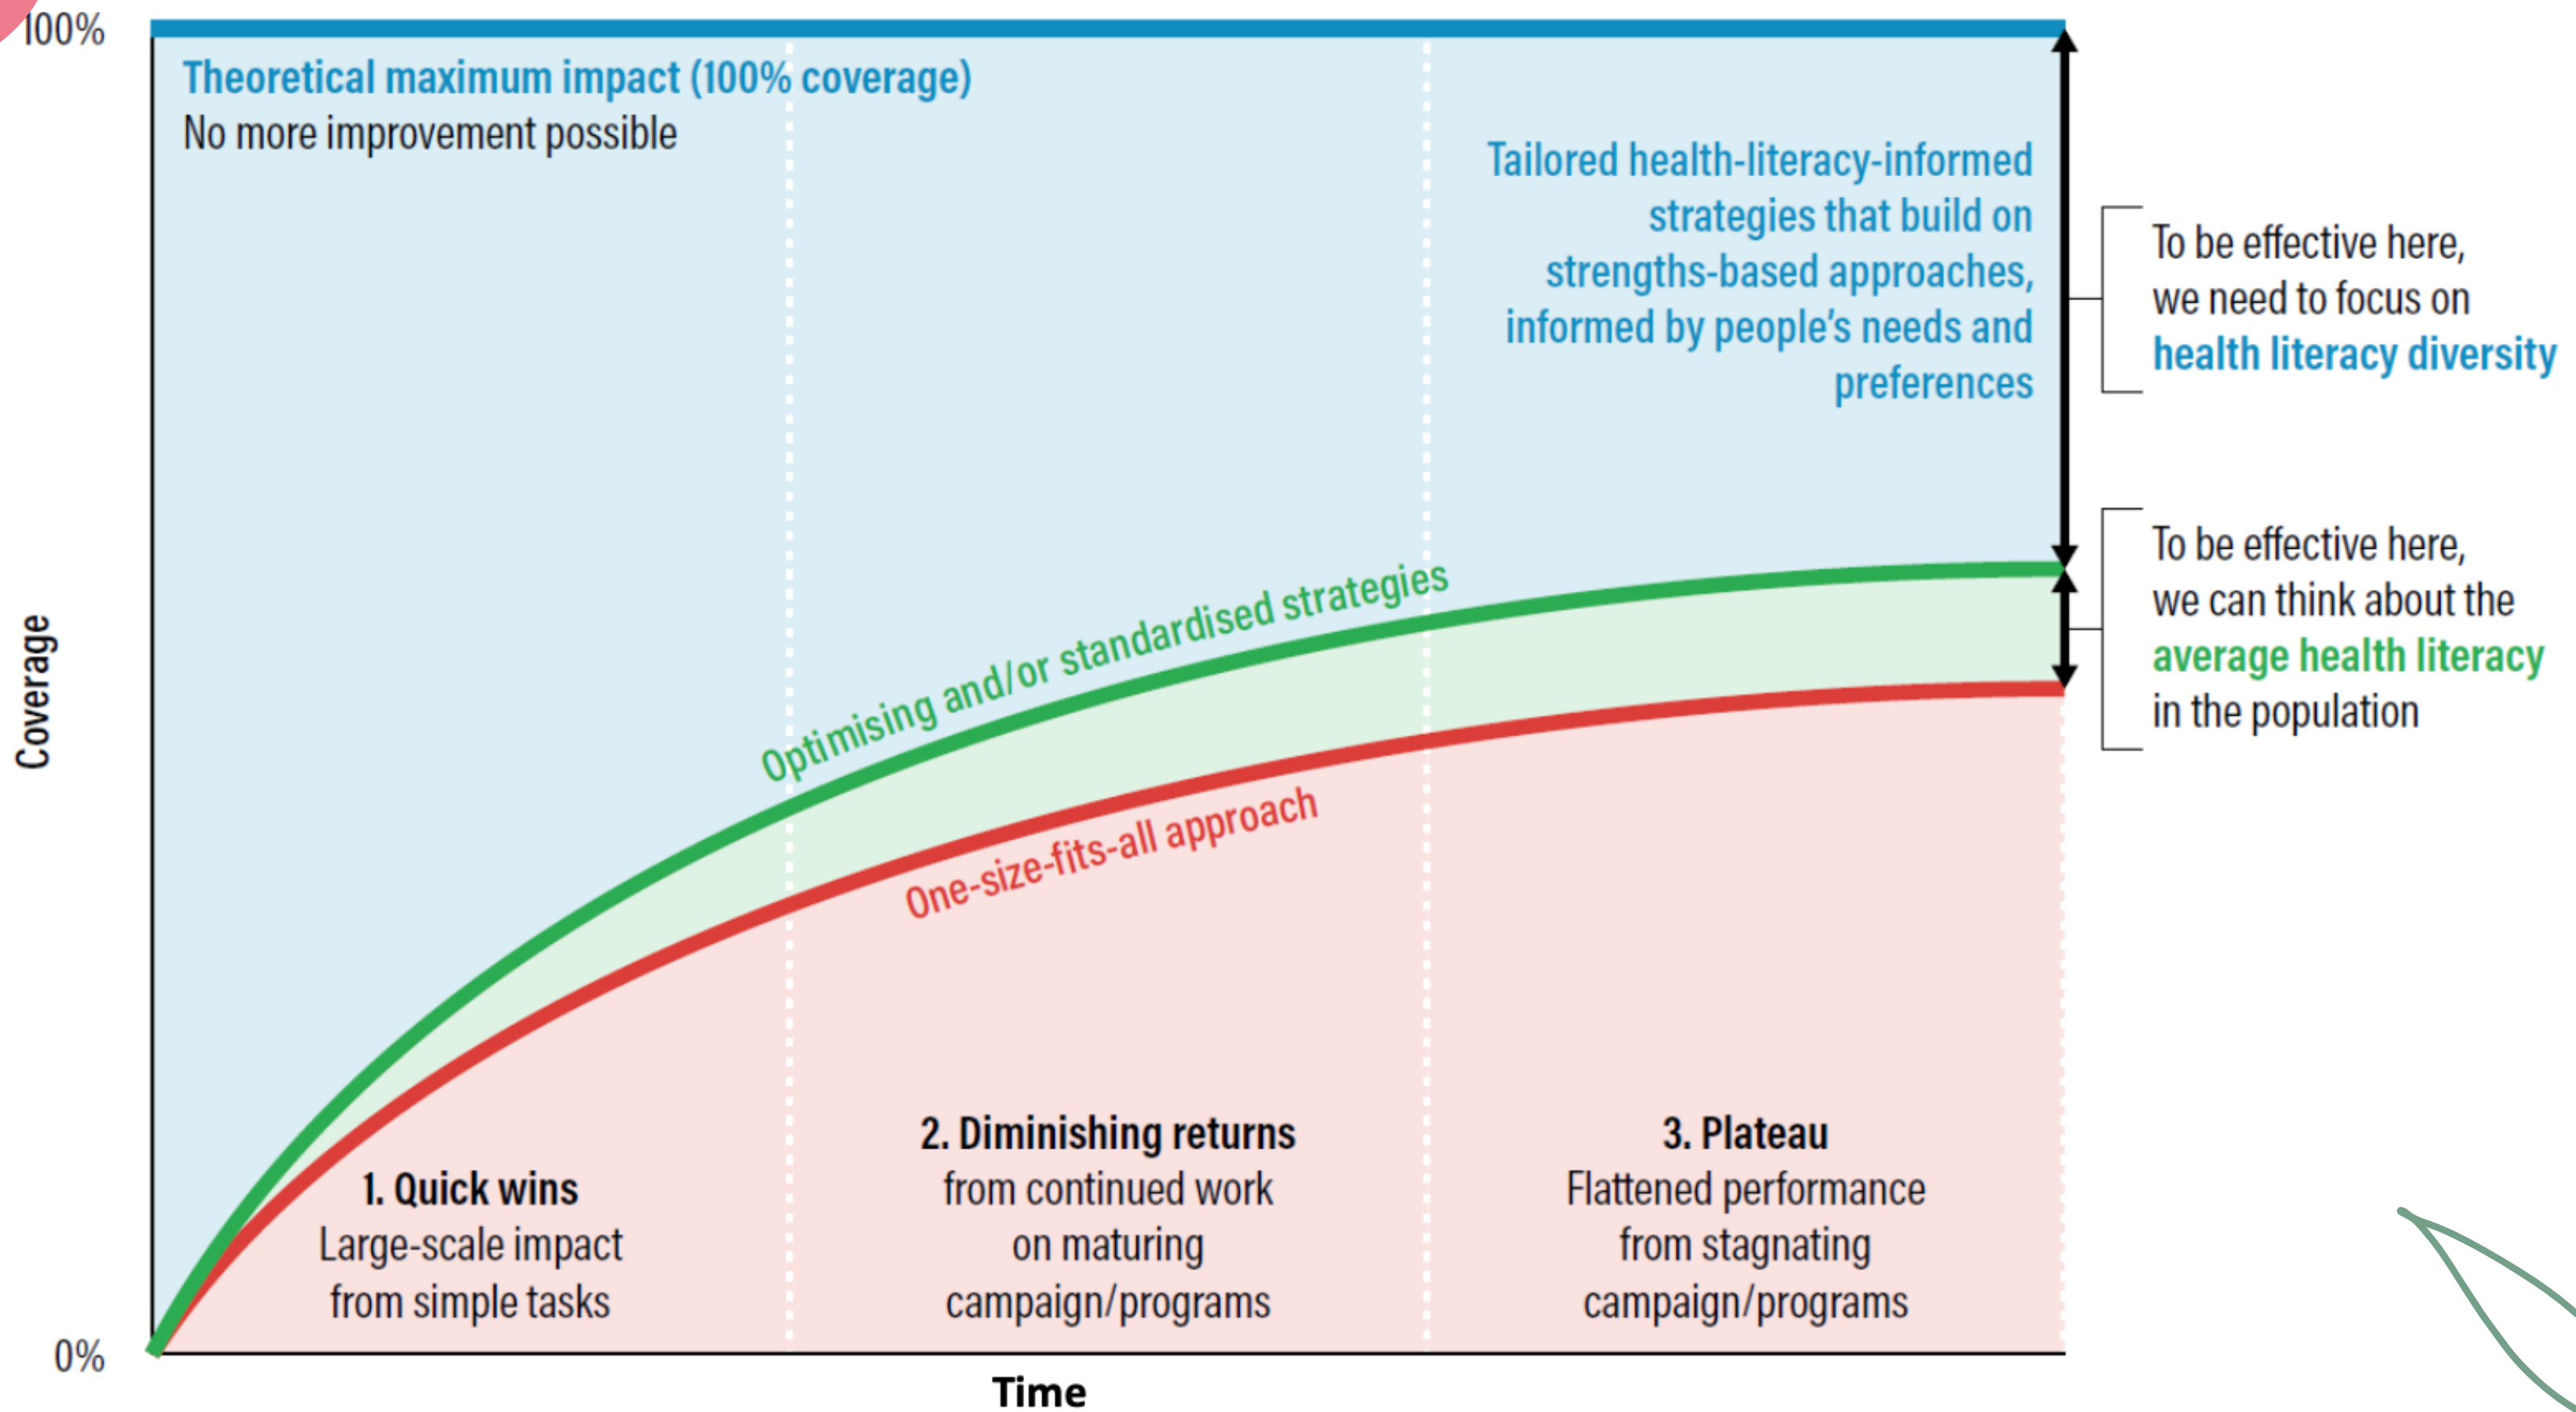 100%
Theoretical maximum impact (100% coverage)
No more improvement possible
Tailored health-literacy-informed
strategies that build on
strengths-based approaches,
informed by people's needs and
preferences
To be effective here,
we need to focus on
health literacy diversity
To be effective here,
we can think about the
average health literacy
in the population
Optimising and/or standardised strategies
One-size-fits-all approach
Coverage
1. Quick wins
Large-scale impact
from simple tasks
2. Diminishing returns
from continued work
on maturing
campaign/programs
3. Plateau
Flattened performance
from stagnating
campaign/programs
0%
Time